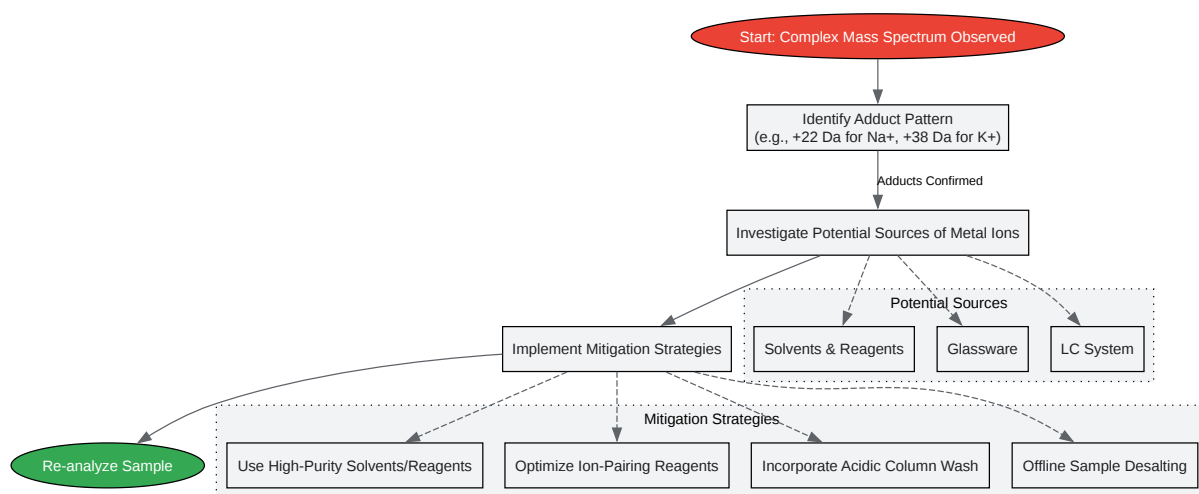 Start: Complex Mass Spectrum Observed
Identify Adduct Pattern
(e.g., +22 Da for Na+, +38 Da for K+)
Adducts Confirmed
Investigate Potential Sources of Metal Ions
Potential Sources
Implement Mitigation Strategies
Solvents & Reagents
Glassware
LC System
Mitigation Strategies
Re-analyze Sample
Use High-Purity Solvents/Reagents
Optimize Ion-Pairing Reagents
Incorporate Acidic Column Wash
Offline Sample Desalting